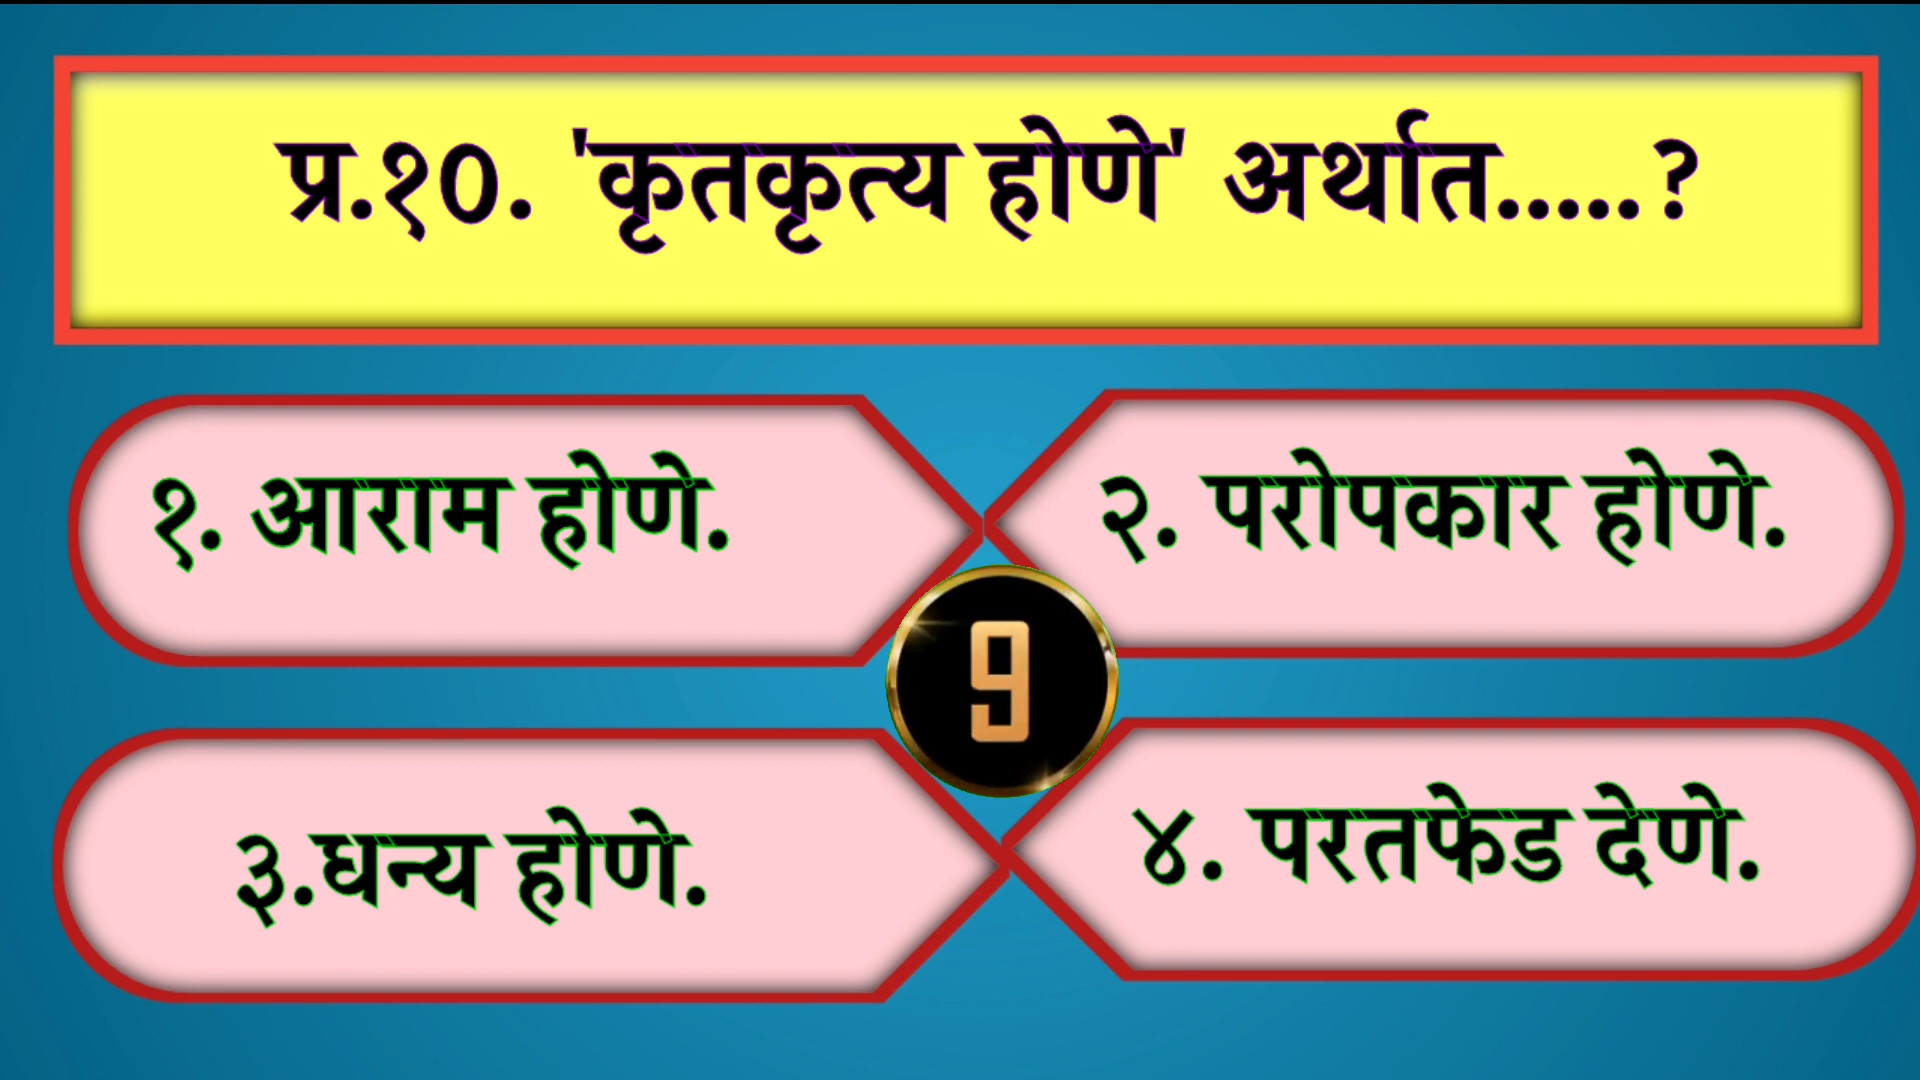 प्र.१०. 'कृतकृत्य होणे' अर्थात.....?
१. आराम होणे.
२. परोपकार होणे.
9
३.धन्य होणे.
४. परतफेड देणे.